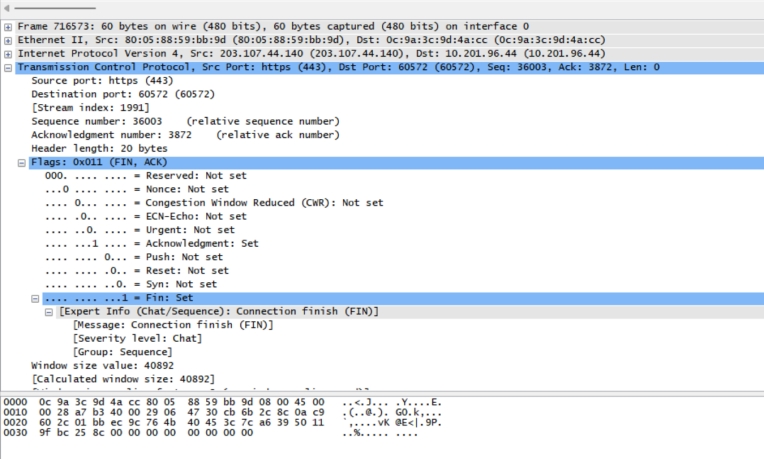 Frame 716573: 60 bytes on wire (480 bits), 60 bytes captured (480 bits) on interface 0
Ethernet II, Src: 80:05:88:59:bb:9d (80:05:88:59:bb:9d), Dst: 0c:9a:3c:9d:4a:cc (0c:9a:3c:9d:4a:cc)
Internet Protocol Version 4, Src: 203.107.44.140 (203.107.44.140), Dst: 10.201.96.44 (10.201.96.44)
Transmission Control Protocol, Src Port: https (443), Dst Port: 60572 (60572), Seq: 36003, Ack: 3872, Len: 0
Source port: https (443)
Destination port: 60572 (60572)
[Stream index: 1991]
Sequence number: 36003    (relative sequence number)
Acknowledgment number: 3872    (relative ack number)
Header length: 20 bytes
Flags: 0x011 (FIN, ACK)
000. .... .... = Reserved: Not set
...0 .... .... = Nonce: Not set
.... 0... .... = Congestion Window Reduced (CWR): Not set
.... .0.. .... = ECN-Echo: Not set
.... ..0. .... = Urgent: Not set
.... ...1 .... = Acknowledgment: Set
.... .... 0... = Push: Not set
.... .... .0.. = Reset: Not set
.... .... ..0. = Syn: Not set
.... .... ...1 = Fin: Set
[Expert Info (Chat/Sequence): Connection finish (FIN)]
[Message: Connection finish (FIN)]
[Severity level: Chat]
[Group: Sequence]
Window size value: 40892
[Calculated window size: 40892]
0000  0c 9a 3c 9d 4a cc 80 05  88 59 bb 9d 08 00 45 00   ..<.J... .Y....E.
0010  00 28 a7 b3 40 00 29 06  47 30 cb 6b 2c 8c 0a c9   .(..@.). G0.k,...
0020  60 2c 01 bb ec 9c 76 4b  40 45 3c 7c a6 39 50 11   `,....vK @E<|.9P.
0030  9f bc 25 8c 00 00 00 00  00 00 00 00               ..%..... ....